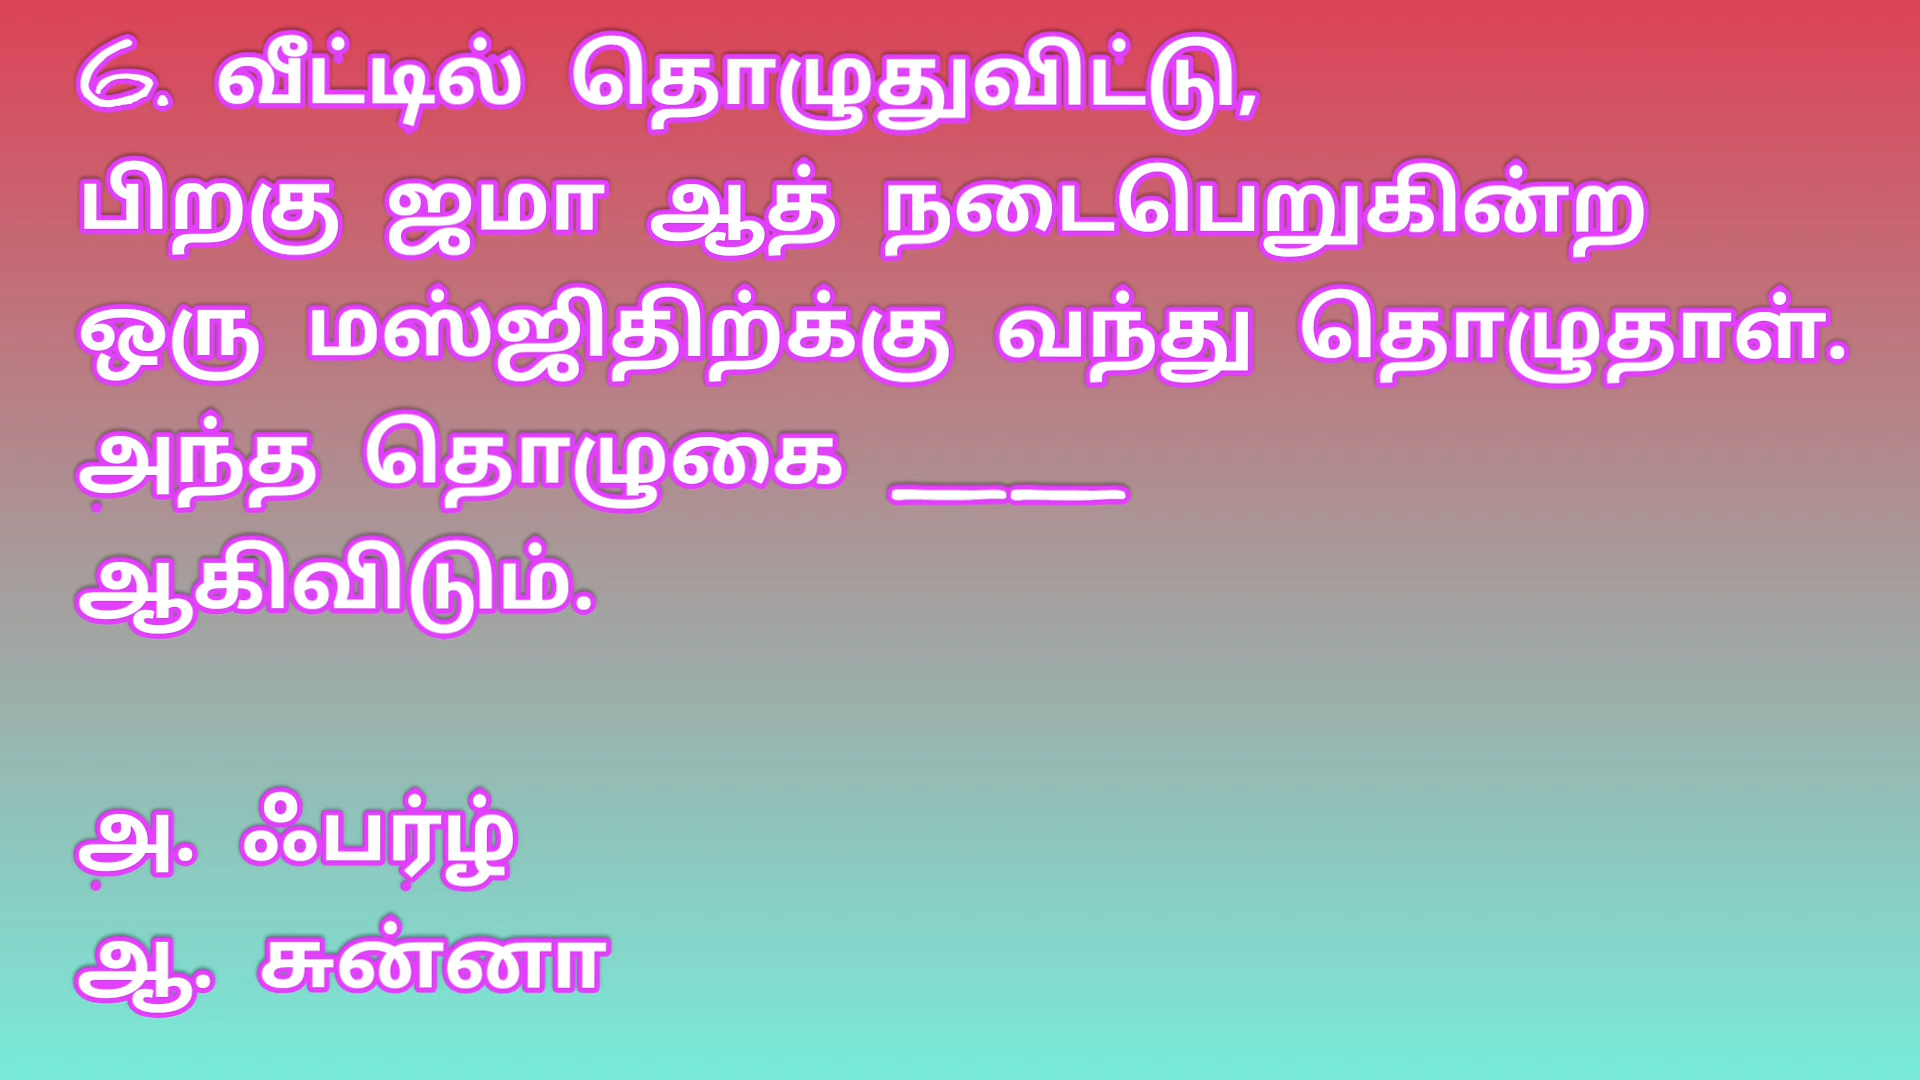 6. வீட்டில் தொழுதுவிட்டு,
பிறகு ஜமா ஆத் நடைபெறுகின்ற
ஒரு மஸ்ஜிதிற்க்கு வந்து தொழுதாள்.
அந்த தொழுகை ____
ஆகிவிடும்.
அ. ஃபர்ழ்
ஆ. சுன்னா